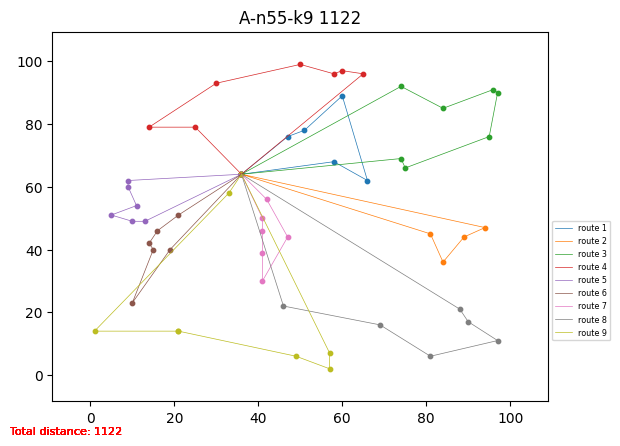 A-n55-k9 1122
100
80
60
40
20
0
0 20 40 60 80 100
route 1
route 2
route 3
route 4
route 5
route 6
route 7
route 8
route 9
Total distance: 1122